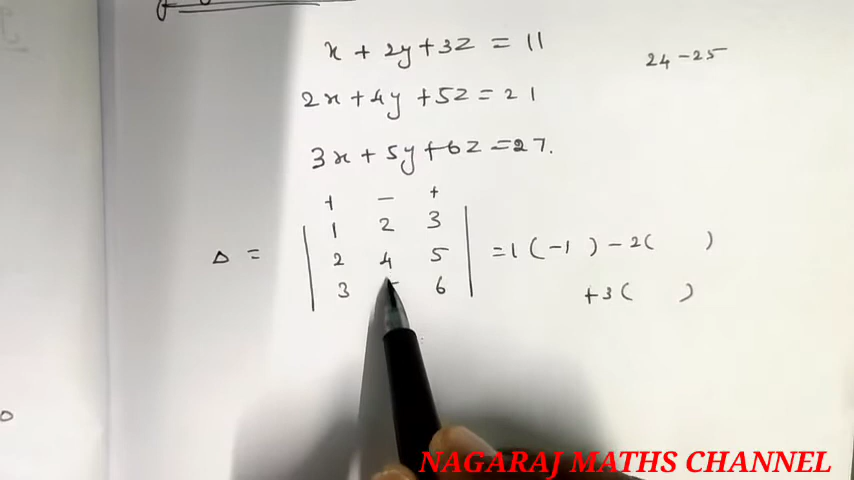 x + 2y + 3z = 11
24 - 25
2x + 4y + 5z = 21
3x + 5y + 6z = 27.
+ - +
1 2 3
Δ = 2 4 5 = 1 ( -1 ) - 2 ( )
3 6 + 3 ( )
NAGARAJ MATHS CHANNEL